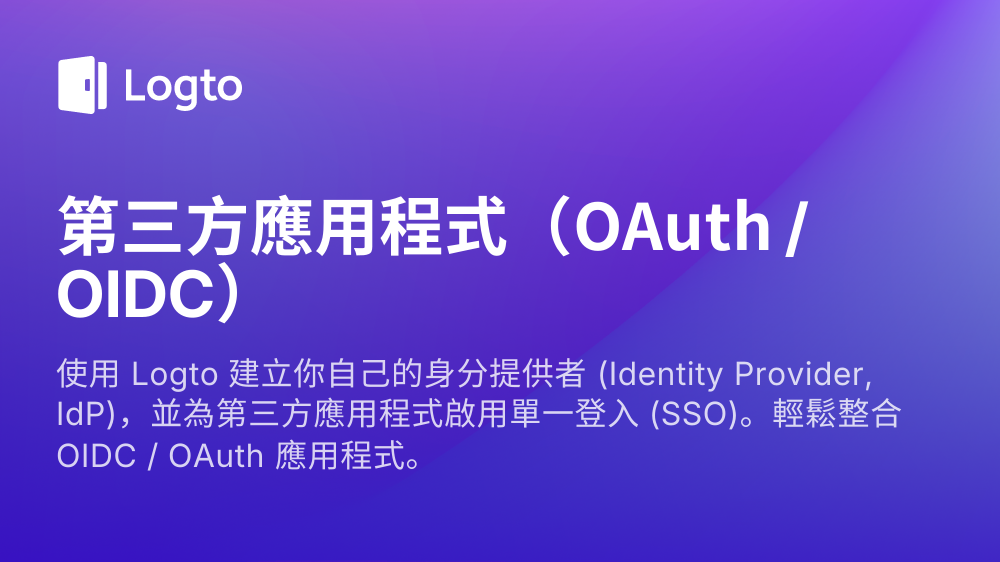 Logto
第三方應用程式（OAuth /
OIDC）
使用 Logto 建立你自己的身分提供者 (Identity Provider,
IdP)，並為第三方應用程式啟用單一登入 (SSO)。輕鬆整合
OIDC / OAuth 應用程式。